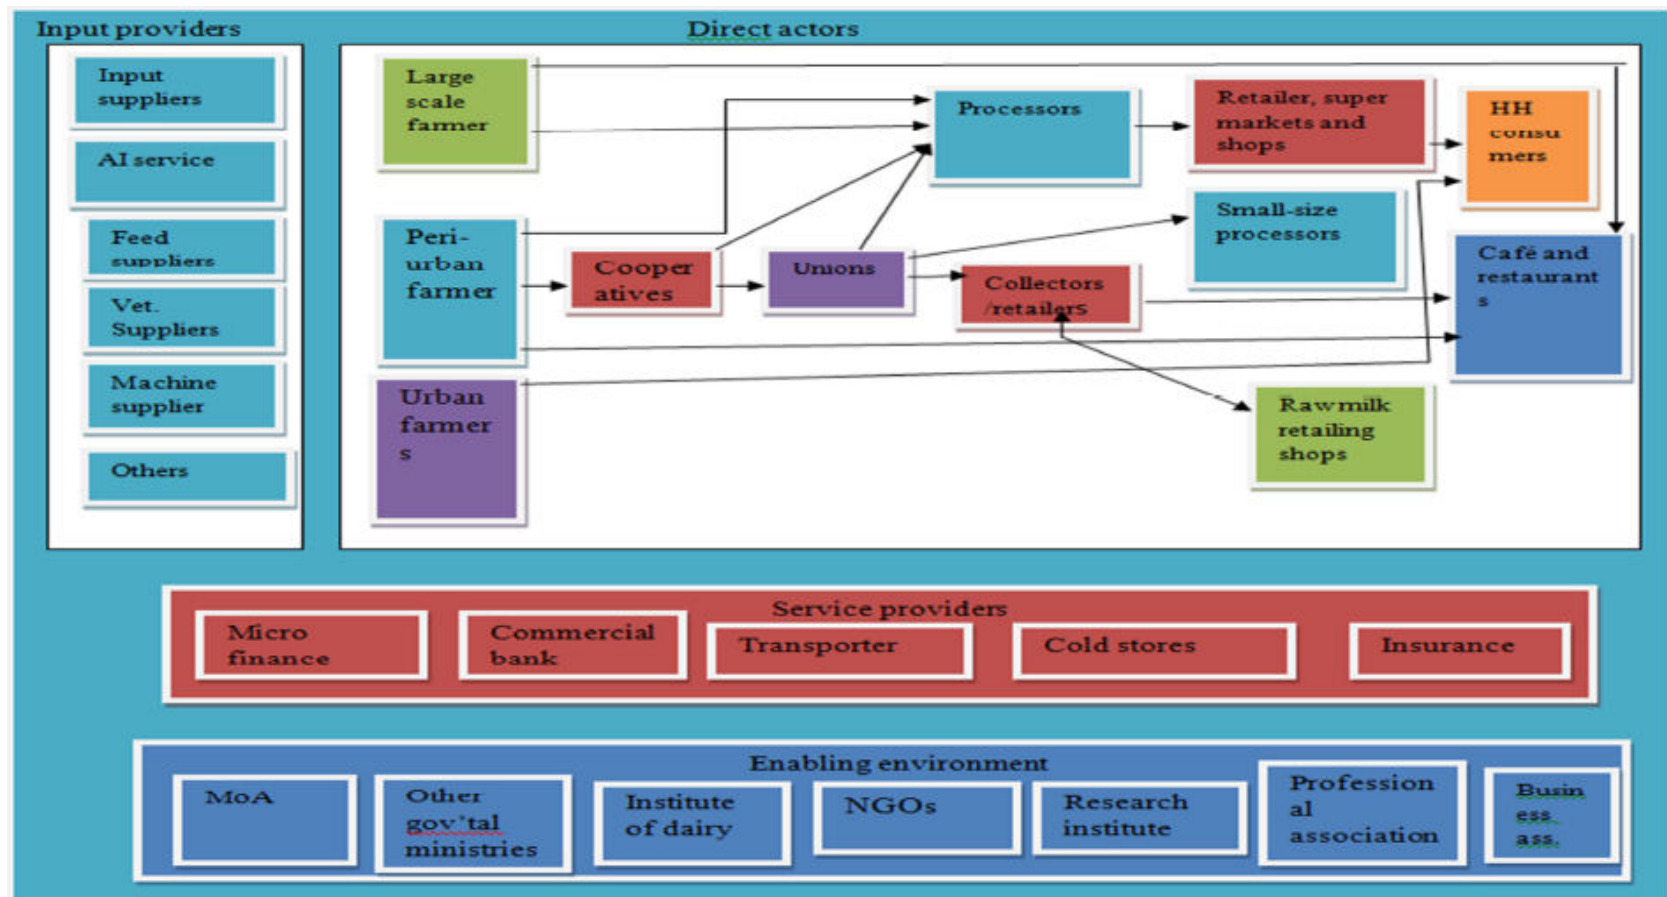 Input providers
Direct actors
Input
suppliers
AI service
Feed
suppliers
Vet.
Suppliers
Machine
supplier
Others
Large
scale
farmer
Peri-
urban
farmer
Urban
farmer
s
Cooper
atives
Unions
Processors
Collectors
/retailers
Retailer, super
markets and
shops
Small-size
processors
Raw milk
retailing
shops
HH
consu
mers
Café and
restaurant
s
Service providers
Micro
finance
Commercial
bank
Transporter
Cold stores
Insurance
Enabling environment
MoA
Other
gov'tal
ministries
Institute
of dairy
NGOs
Research
institute
Profession
al
association
Busin
ess
ass.